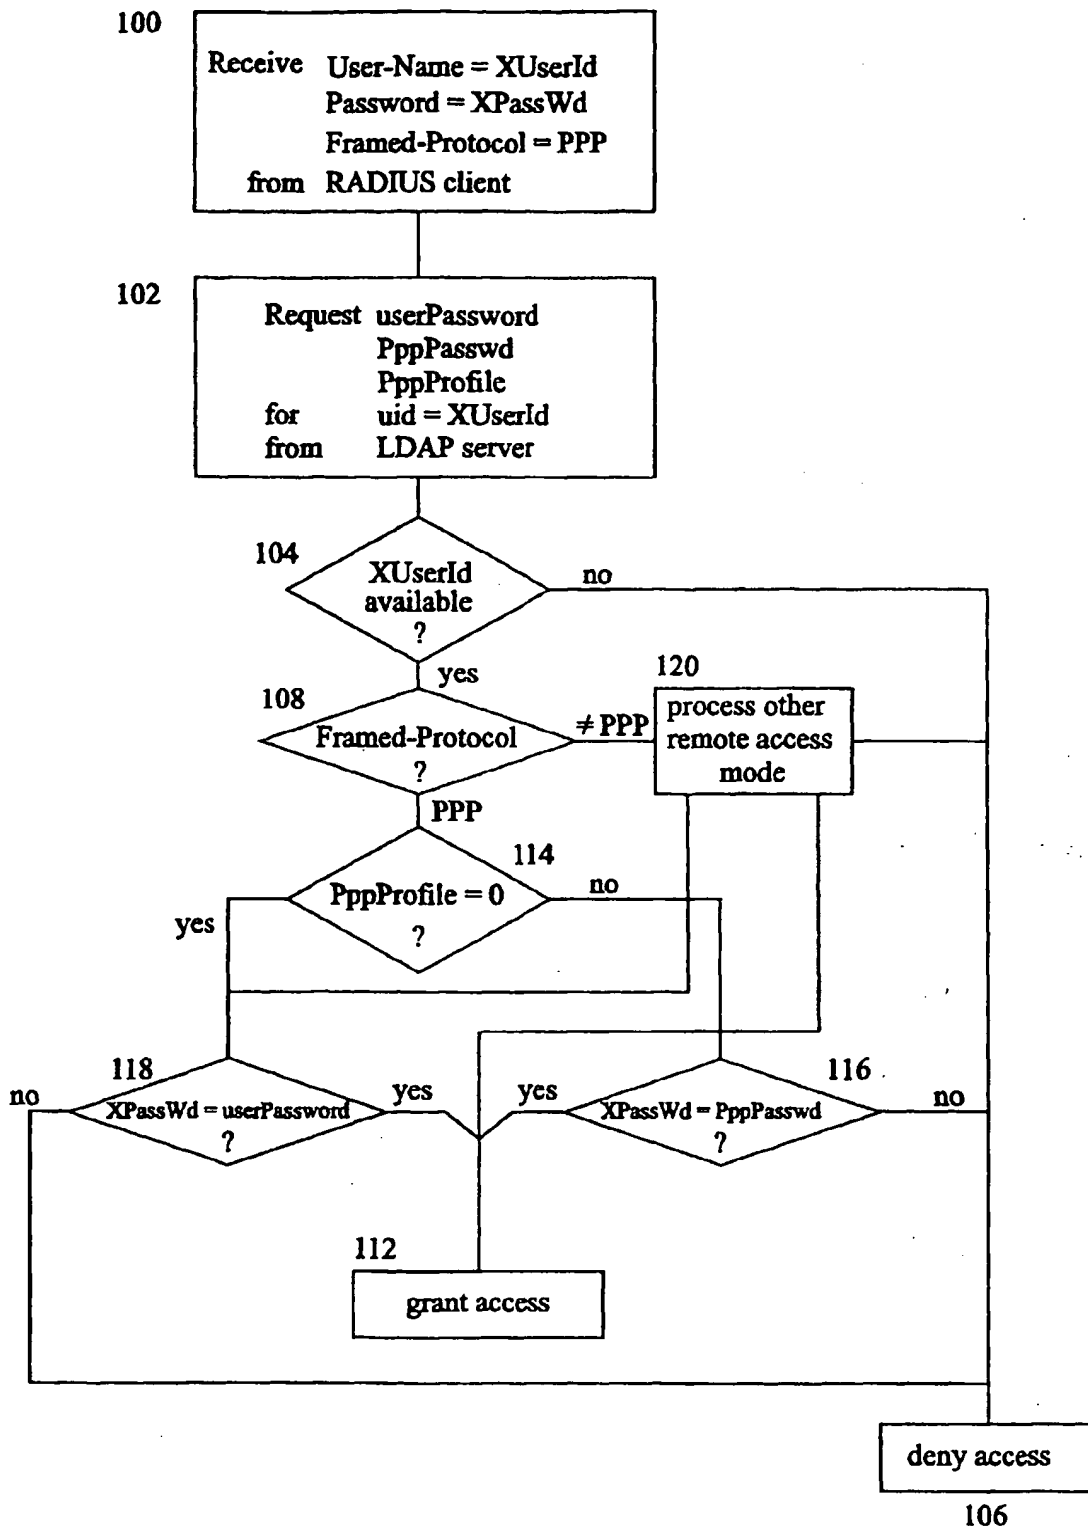 100
Receive User-Name = XUserId
Password = XPassWd
Framed-Protocol = PPP
from RADIUS client
102
Request userPassword
PppPasswd
PppProfile
for uid = XUserId
from LDAP server
104
XUserId
available
?
no
yes
108
Framed-Protocol
?
≠ PPP
120
process other
remote access
mode
PPP
114
PppProfile = 0
?
yes
no
118
XPassWd = userPassword
?
no
yes
116
XPassWd = PppPasswd
?
yes
no
112
grant access
deny access
106